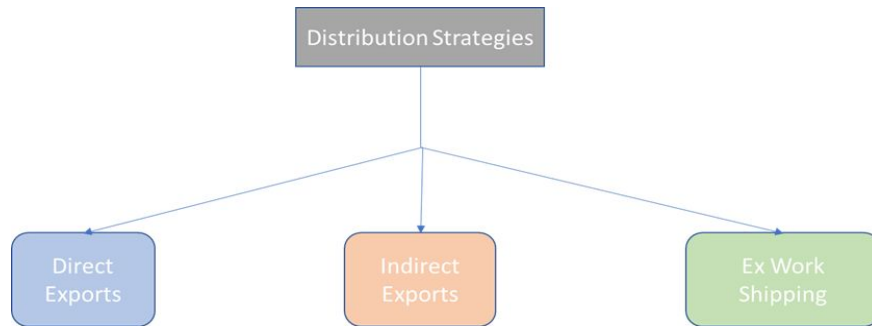 Distribution Strategies
Direct
Exports
Indirect
Exports
Ex Work
Shipping